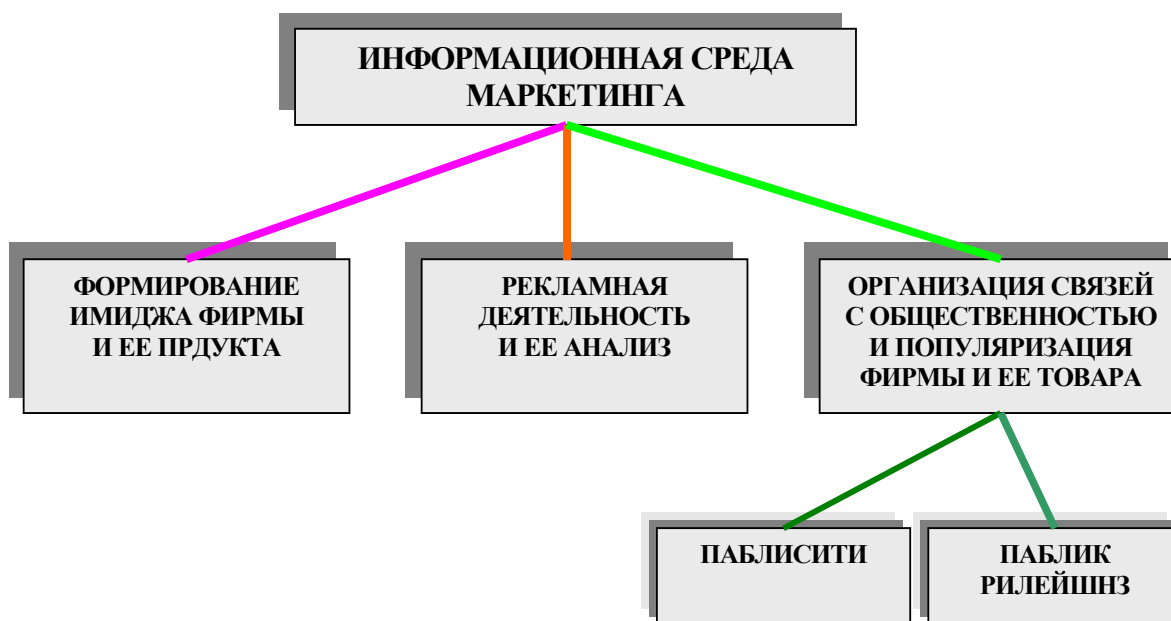 ИНФОРМАЦИОННАЯ СРЕДА
МАРКЕТИНГА
ФОРМИРОВАНИЕ
ИМИДЖА ФИРМЫ
И ЕЕ ПРДУКТА
РЕКЛАМНАЯ
ДЕЯТЕЛЬНОСТЬ
И ЕЕ АНАЛИЗ
ОРГАНИЗАЦИЯ СВЯЗЕЙ
С ОБЩЕСТВЕННОСТЬЮ
И ПОПУЛЯРИЗАЦИЯ
ФИРМЫ И ЕЕ ТОВАРА
ПАБЛИСИТИ
ПАБЛИК
РИЛЕЙШНЗ